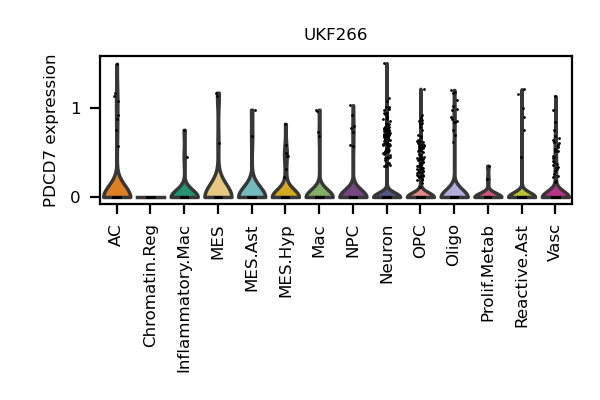 UKF266
PDCD7 expression
1
0
AC
Chromatin.Reg
Inflammatory.Mac
MES
MES.Ast
MES.Hyp
Mac
NPC
Neuron
OPC
Oligo
Prolif.Metab
Reactive.Ast
Vasc